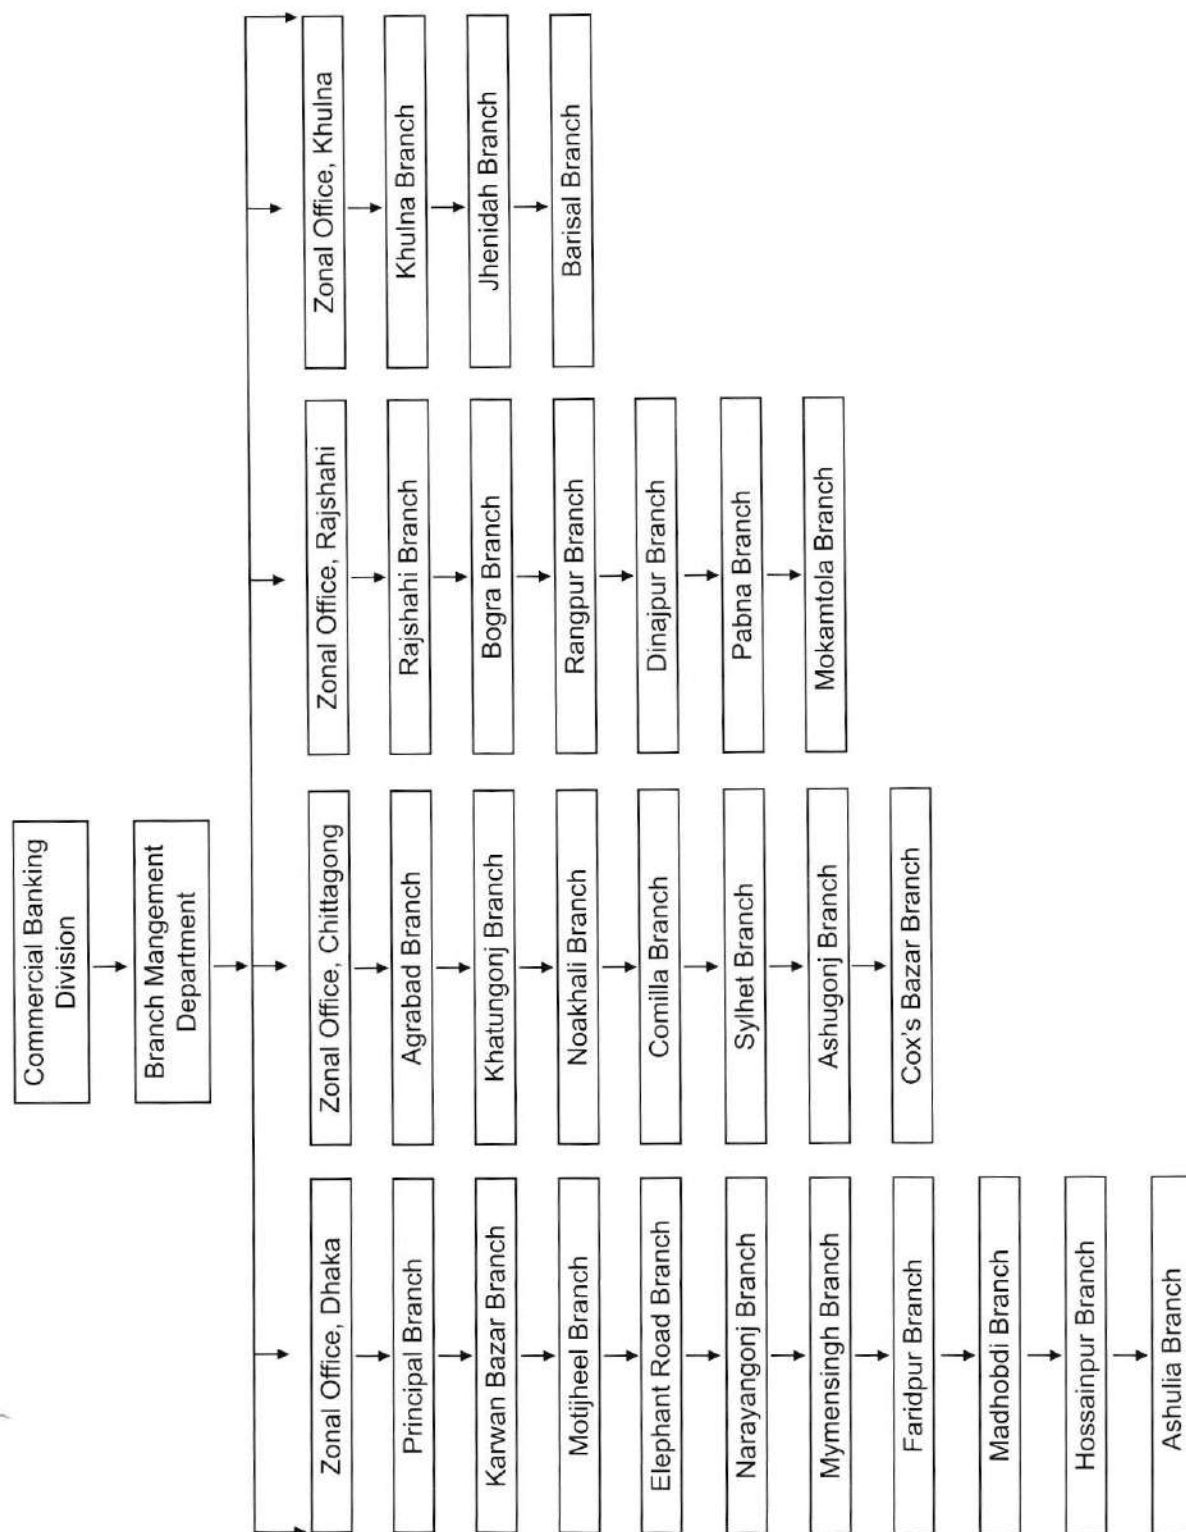 Commercial Banking
Division
Branch Mangement
Department
Zonal Office, Dhaka
Principal Branch
Karwan Bazar Branch
Motijheel Branch
Elephant Road Branch
Narayangonj Branch
Mymensingh Branch
Faridpur Branch
Madhobdi Branch
Hossainpur Branch
Ashulia Branch
Zonal Office, Chittagong
Agrabad Branch
Khatungonj Branch
Noakhali Branch
Comilla Branch
Sylhet Branch
Ashugonj Branch
Cox's Bazar Branch
Zonal Office, Rajshahi
Rajshahi Branch
Bogra Branch
Rangpur Branch
Dinajpur Branch
Pabna Branch
Mokamtola Branch
Zonal Office, Khulna
Khulna Branch
Jhenidah Branch
Barisal Branch